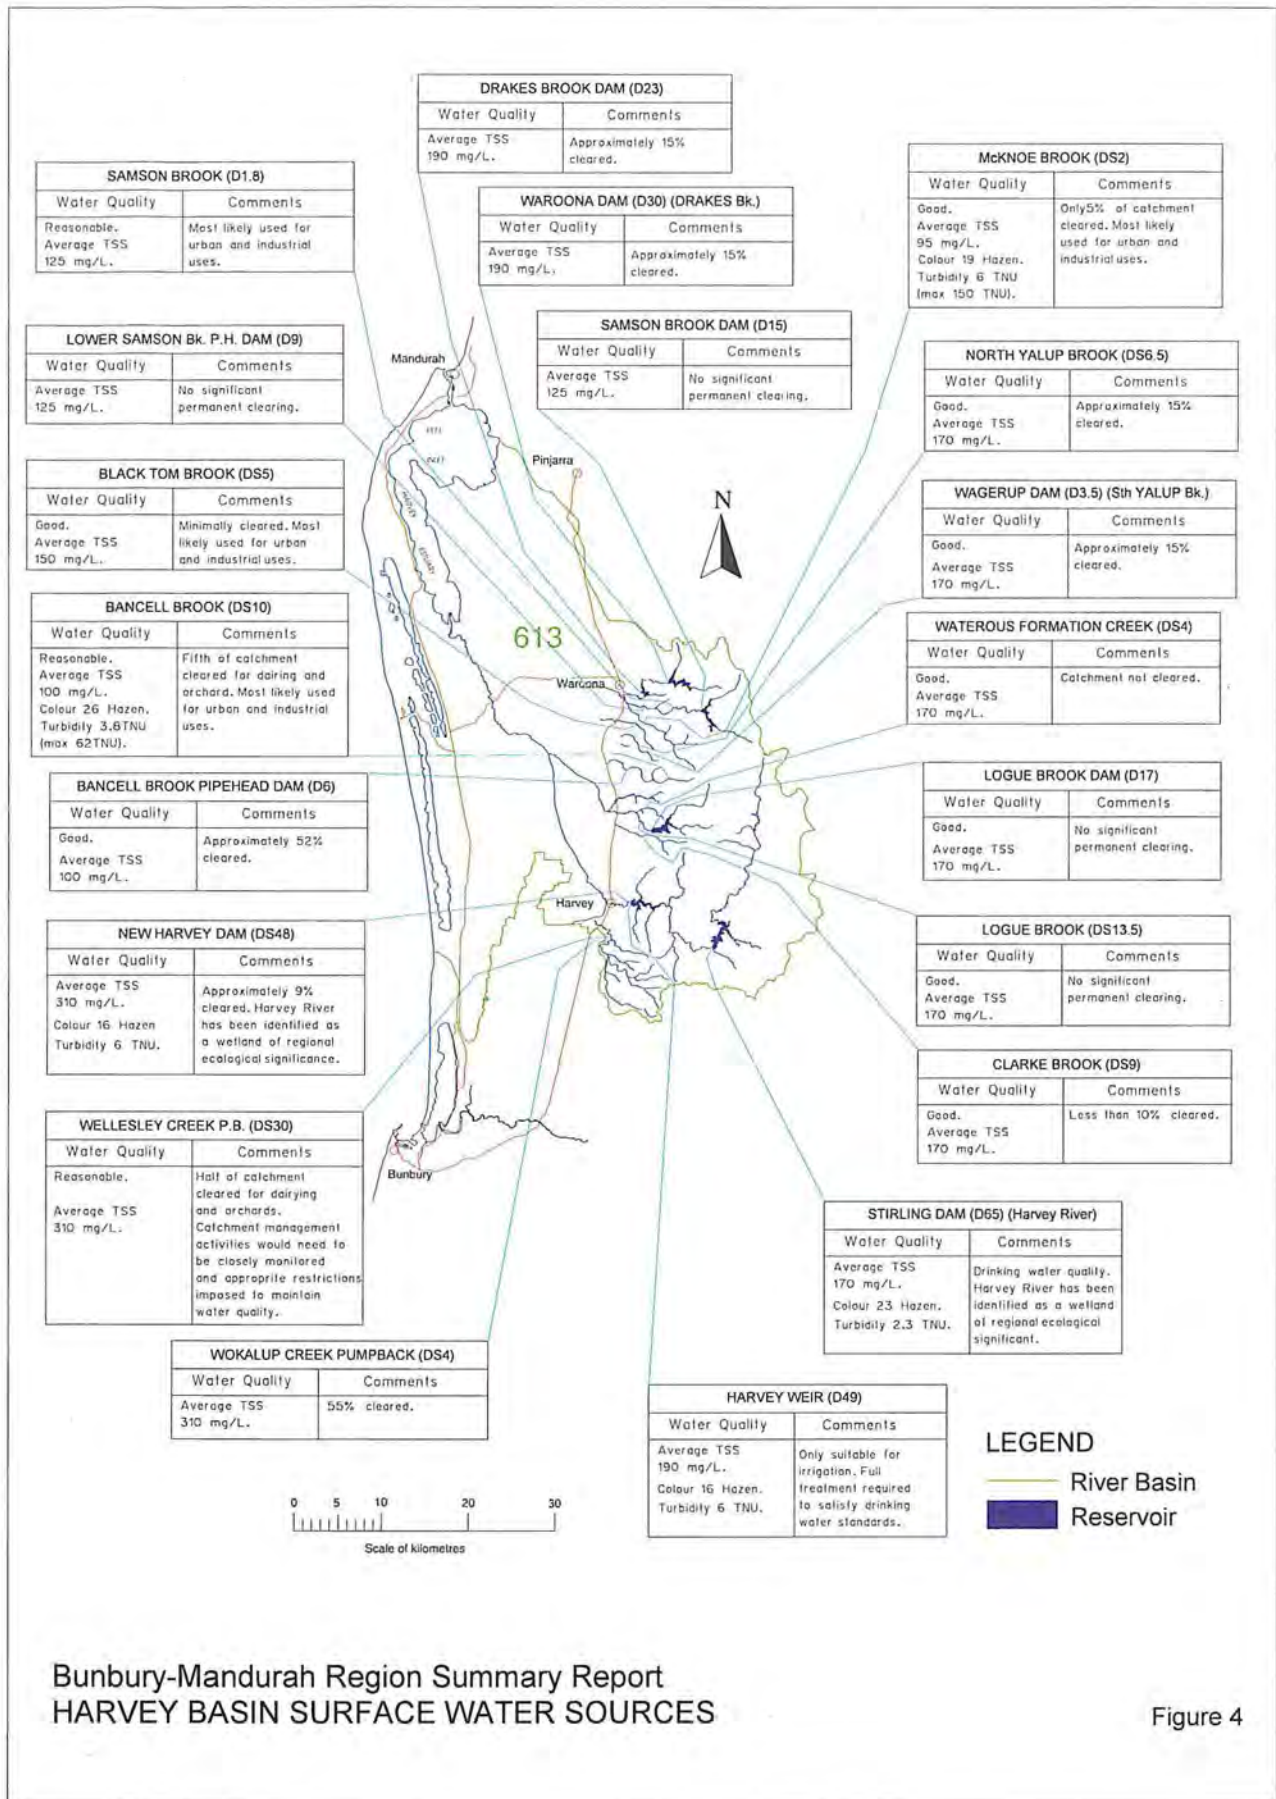 DRAKES BROOK DAM (D23)
Water Quality
Comments
Average TSS
190 mg/L.
Approximately 15%
cleared.
SAMSON BROOK (D1.8)
Water Quality
Comments
Reasonable.
Average TSS
125 mg/L.
Most likely used for
urban and industrial
uses.
WAROONA DAM (D30) (DRAKES Bk.)
Water Quality
Comments
Average TSS
190 mg/L.
Approximately 15%
cleared.
McKNOE BROOK (DS2)
Water Quality
Comments
Good.
Average TSS
95 mg/L.
Colour 19 Hazen.
Turbidity 6 TNU
(max 150 TNU).
Only5% of catchment
cleared. Most likely
used for urban and
industrial uses.
LOWER SAMSON Bk. P.H. DAM (D9)
Water Quality
Comments
Average TSS
125 mg/L.
No significant
permanent clearing.
SAMSON BROOK DAM (D15)
Water Quality
Comments
Average TSS
125 mg/L.
No significant
permanent clearing.
NORTH YALUP BROOK (DS6.5)
Water Quality
Comments
Good.
Average TSS
170 mg/L.
Approximately 15%
cleared.
BLACK TOM BROOK (DS5)
Water Quality
Comments
Good.
Average TSS
150 mg/L.
Minimally cleared. Most
likely used for urban
and industrial uses.
WAGERUP DAM (D3.5) (Sth YALUP Bk.)
Water Quality
Comments
Good.
Average TSS
170 mg/L.
Approximately 15%
cleared.
BANCELL BROOK (DS10)
Water Quality
Comments
Reasonable.
Average TSS
100 mg/L.
Colour 26 Hazen.
Turbidity 3.6TNU
(max 62TNU).
Fifth of catchment
cleared for dairing and
orchard. Most likely used
for urban and industrial
uses.
WATEROUS FORMATION CREEK (DS4)
Water Quality
Comments
Good.
Average TSS
170 mg/L.
Catchment not cleared.
BANCELL BROOK PIPEHEAD DAM (D6)
Water Quality
Comments
Good.
Average TSS
100 mg/L.
Approximately 52%
cleared.
LOGUE BROOK DAM (D17)
Water Quality
Comments
Good.
Average TSS
170 mg/L.
No significant
permanent clearing.
NEW HARVEY DAM (DS48)
Water Quality
Comments
Average TSS
310 mg/L.
Colour 16 Hazen
Turbidity 6 TNU.
Approximately 9%
cleared. Harvey River
has been identified as
a wetland of regional
ecological significance.
LOGUE BROOK (DS13.5)
Water Quality
Comments
Good.
Average TSS
170 mg/L.
No significant
permanent clearing.
CLARKE BROOK (DS9)
Water Quality
Comments
Good.
Average TSS
170 mg/L.
Less than 10% cleared.
WELLESLEY CREEK P.B. (DS30)
Water Quality
Comments
Reasonable.
Average TSS
310 mg/L.
Half of catchment
cleared for dairying
and orchards.
Catchment management
activities would need to
be closely monitored
and approprite restrictions
imposed to maintain
water quality.
STIRLING DAM (D65) (Harvey River)
Water Quality
Comments
Average TSS
170 mg/L.
Colour 23 Hazen.
Turbidity 2.3 TNU.
Drinking water quality.
Harvey River has been
identified as a wetland
of regional ecological
significant.
WOKALUP CREEK PUMPBACK (DS4)
Water Quality
Comments
Average TSS
310 mg/L.
55% cleared.
HARVEY WEIR (D49)
Water Quality
Comments
Average TSS
190 mg/L.
Colour 16 Hazen.
Turbidity 6 TNU.
Only suitable for
irrigation. Full
treatment required
to satisfy drinking
water standards.
Mandurah
PEEL
INLET
HARVEY
ESTUARY
Pinjarra
N
613
Waroona
Harvey
Bunbury
LEGEND
River Basin
Reservoir
0 5 10 20 30
Scale of kilometres
Bunbury-Mandurah Region Summary Report
HARVEY BASIN SURFACE WATER SOURCES
Figure 4